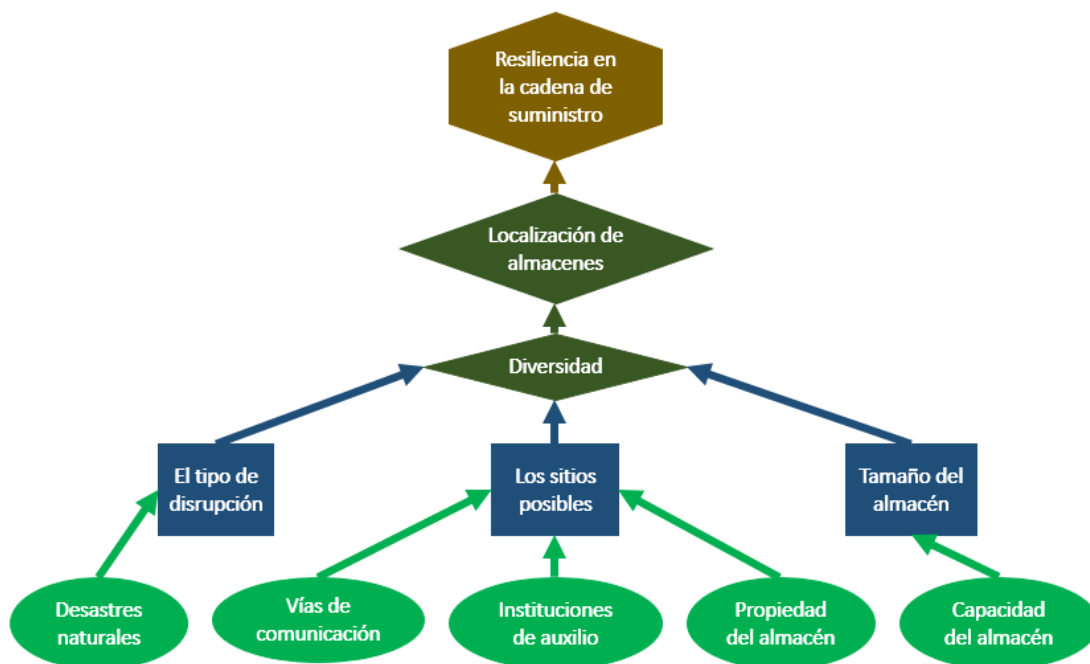 Resiliencia en
la cadena de
suministro
Localización de
almacenes
Diversidad
El tipo de
disrupción
Los sitios
posibles
Tamaño del
almacén
Desastres
naturales
Vías de
comunicación
Instituciones
de auxilio
Propiedad
del almacén
Capacidad
del almacén